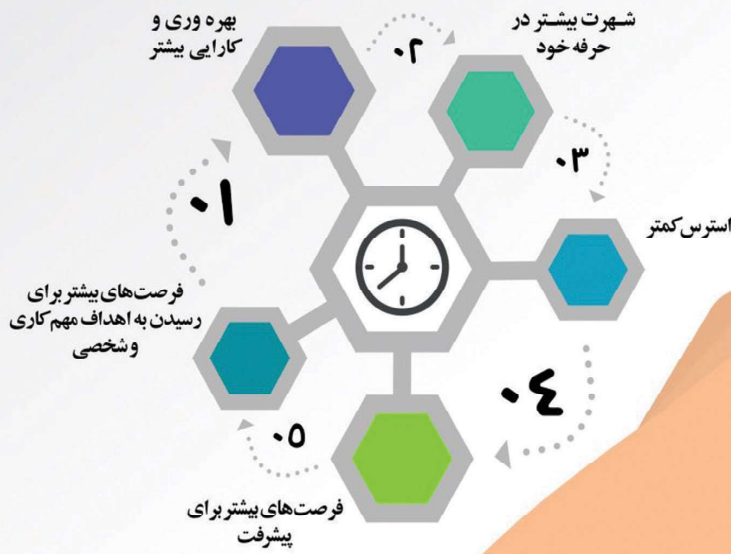 ۰۱
بهره وری و
کارایی بیشتر
۰۲
شهرت بیشتر در
حرفه خود
۰۳
استرس کمتر
۰٤
فرصت‌های بیشتر برای
پیشرفت
۰۵
فرصت‌های بیشتر برای
رسیدن به اهداف مهم کاری
و شخصی